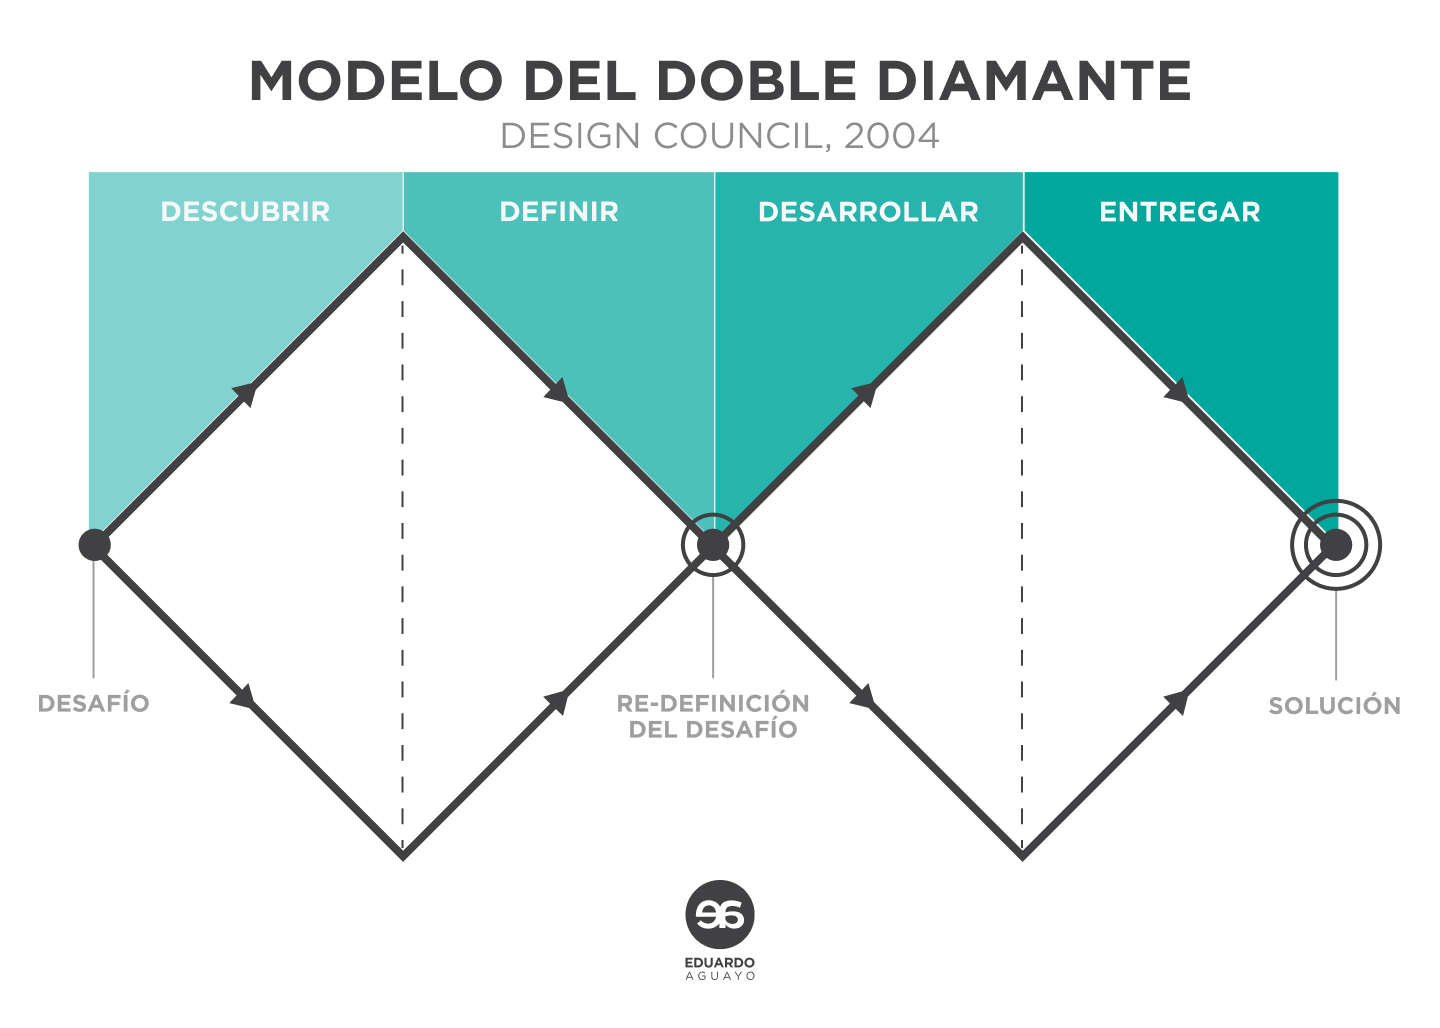 MODELO DEL DOBLE DIAMANTE
DESIGN COUNCIL, 2004
DESCUBRIR
DEFINIR
DESARROLLAR
ENTREGAR
DESAFÍO
RE-DEFINICIÓN
DEL DESAFÍO
SOLUCIÓN
ea
EDUARDO
AGUAYO